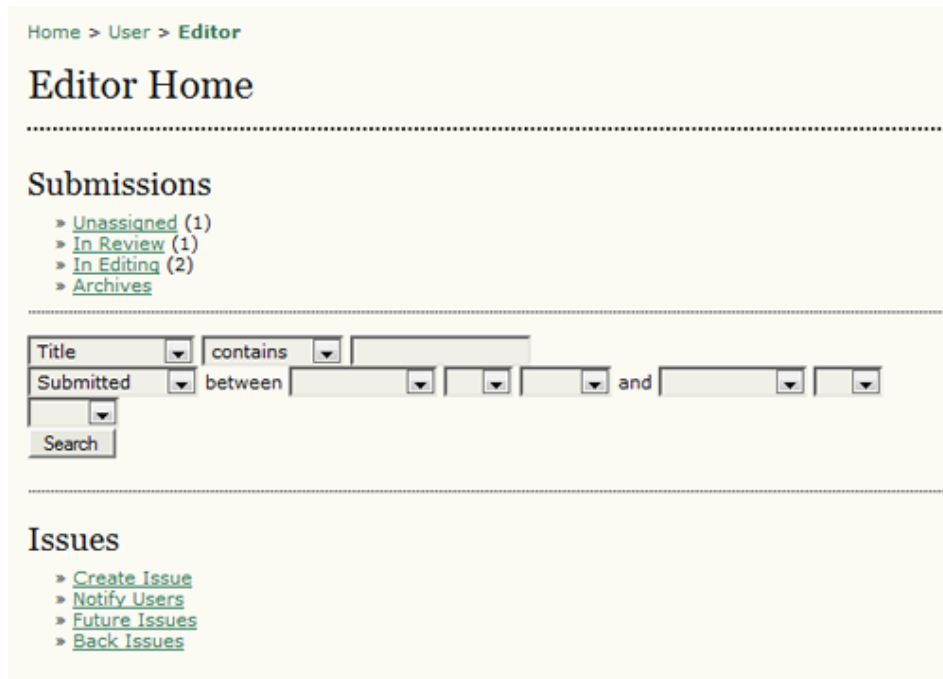 Home > User > Editor
Editor Home
Submissions
» Unassigned (1)
» In Review (1)
» In Editing (2)
» Archives
Title contains
Submitted between and
Search
Issues
» Create Issue
» Notify Users
» Future Issues
» Back Issues